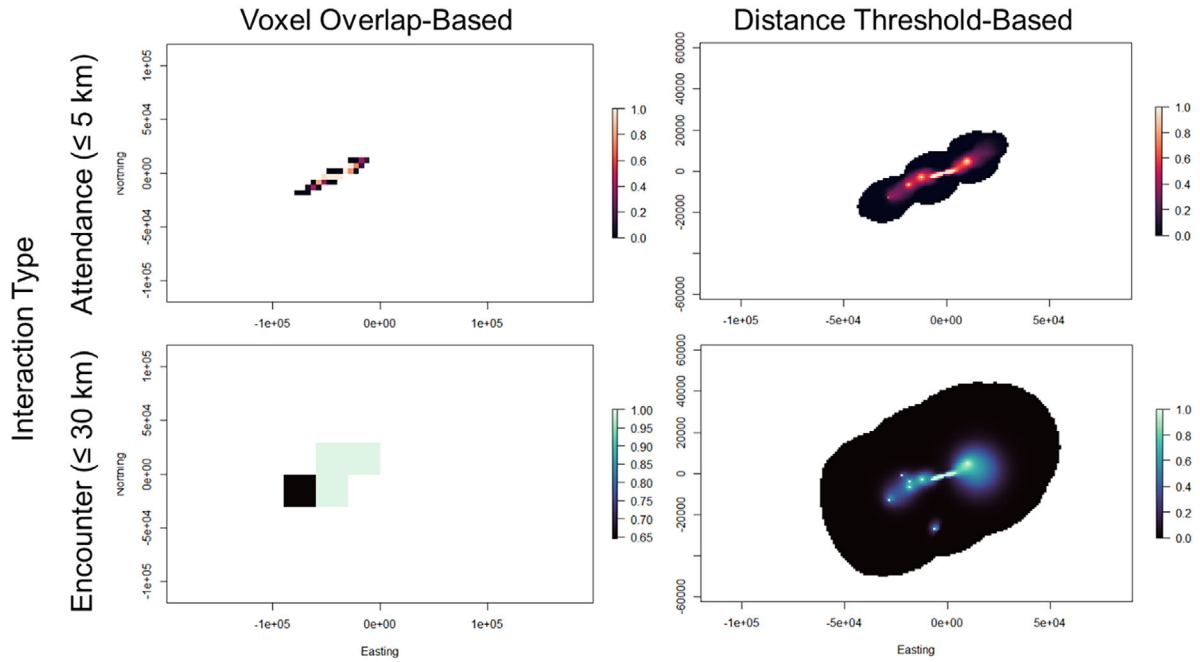 Voxel Overlap-Based
Distance Threshold-Based
Interaction Type
Attendance (≤ 5 km)
Northing
1e+05
5e+04
0e+00
-5e+04
-1e+05
-1e+05 0e+00 1e+05
1.0
0.8
0.6
0.4
0.2
0.0
60000
40000
20000
0
-20000
-60000
-1e+05 -5e+04 0e+00 5e+04
1.0
0.8
0.6
0.4
0.2
0.0
Encounter (≤ 30 km)
Northing
1e+05
5e+04
0e+00
-5e+04
-1e+05
-1e+05 0e+00 1e+05
Easting
1.00
0.95
0.90
0.85
0.80
0.75
0.70
0.65
60000
40000
20000
0
-20000
-60000
-1e+05 -5e+04 0e+00 5e+04
Easting
1.0
0.8
0.6
0.4
0.2
0.0